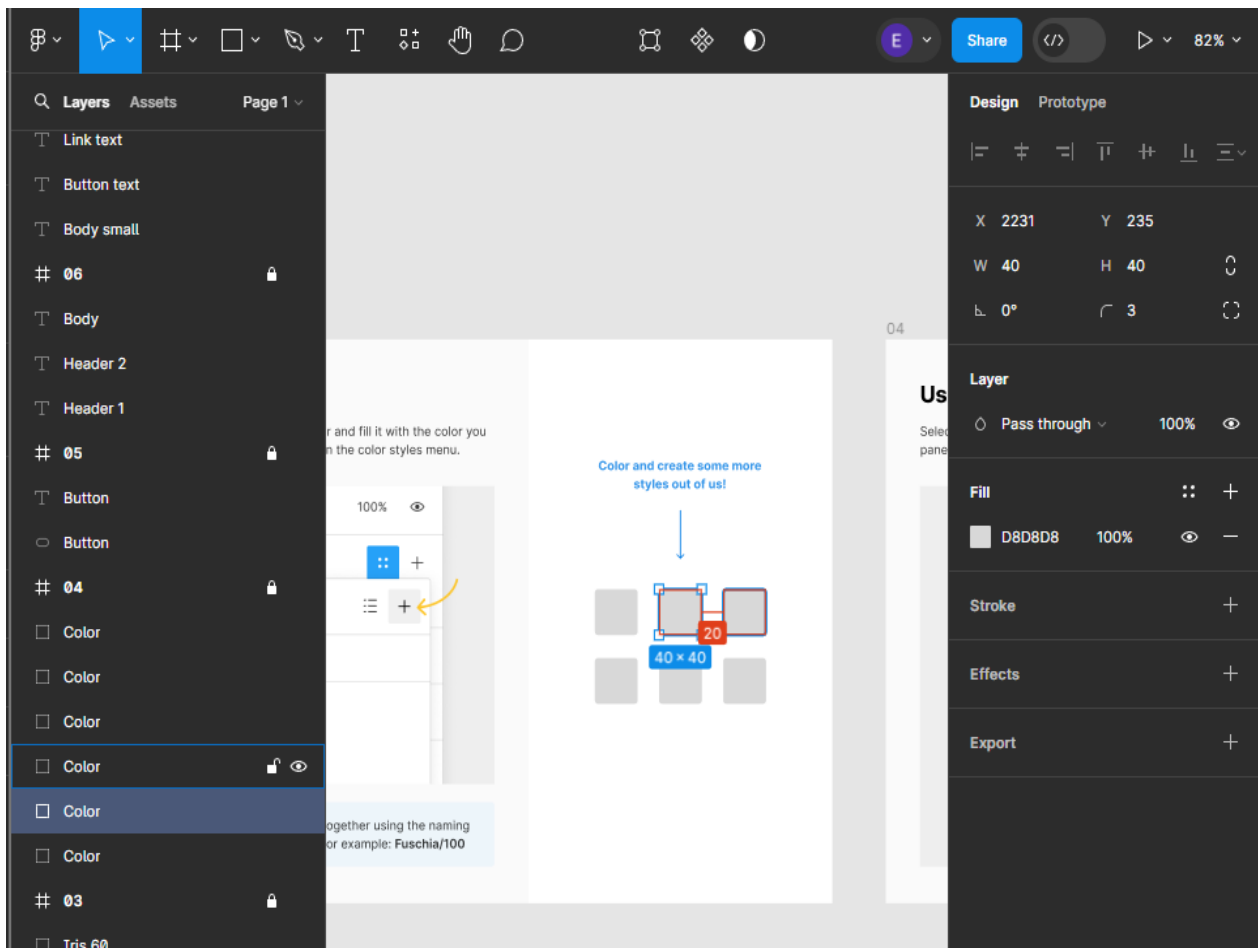 E
Share
82%
Layers
Assets
Page 1
Link text
Button text
Body small
06
Body
Header 2
Header 1
05
Button
Button
04
Color
Color
Color
Color
Color
Color
03
Iris 60
r and fill it with the color you
n the color styles menu.
100%
ogether using the naming
or example: Fuschia/100
Color and create some more
styles out of us!
20
40 × 40
04
Us
Selec
pane
Design
Prototype
X 2231
Y 235
W 40
H 40
0°
3
Layer
Pass through
100%
Fill
D8D8D8
100%
Stroke
Effects
Export